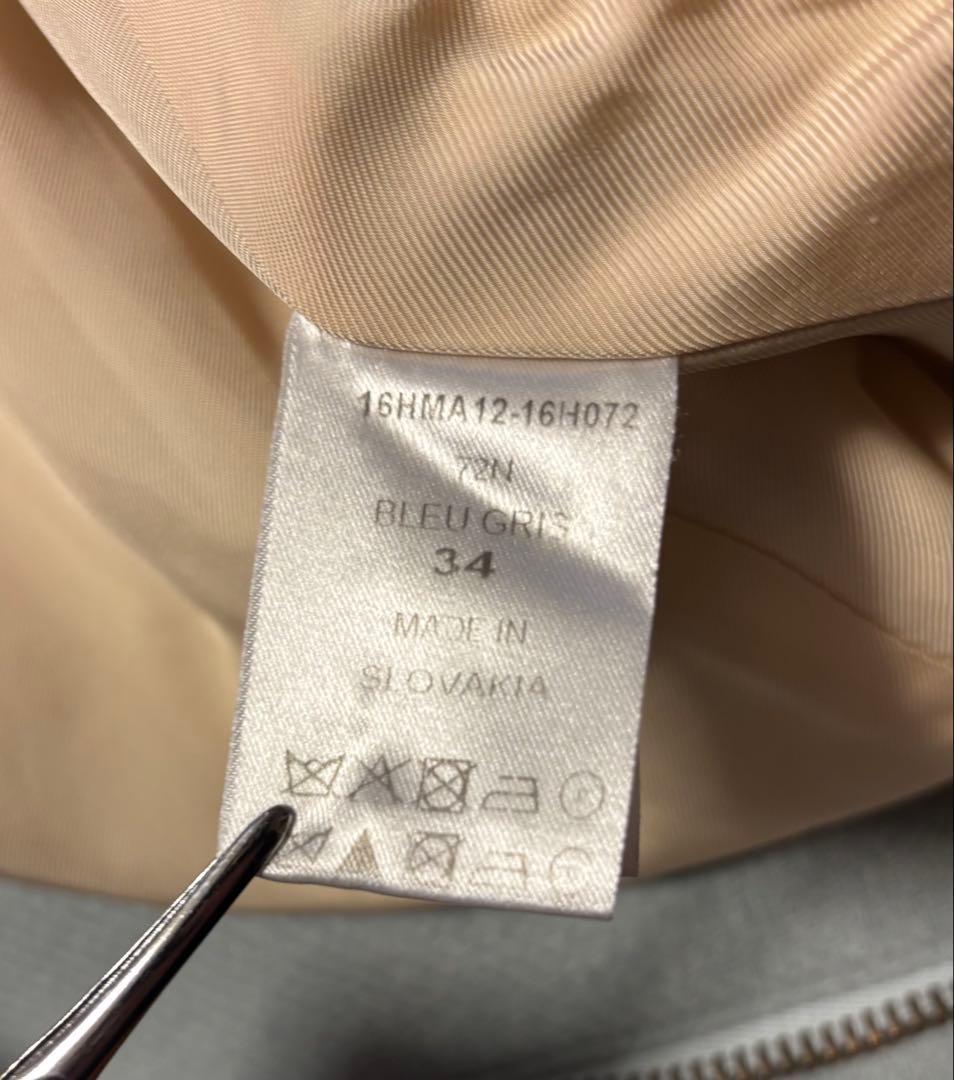 16HMA12-16H072
72N
BLEU GRIS
34
MADE IN
SLOVAKIA